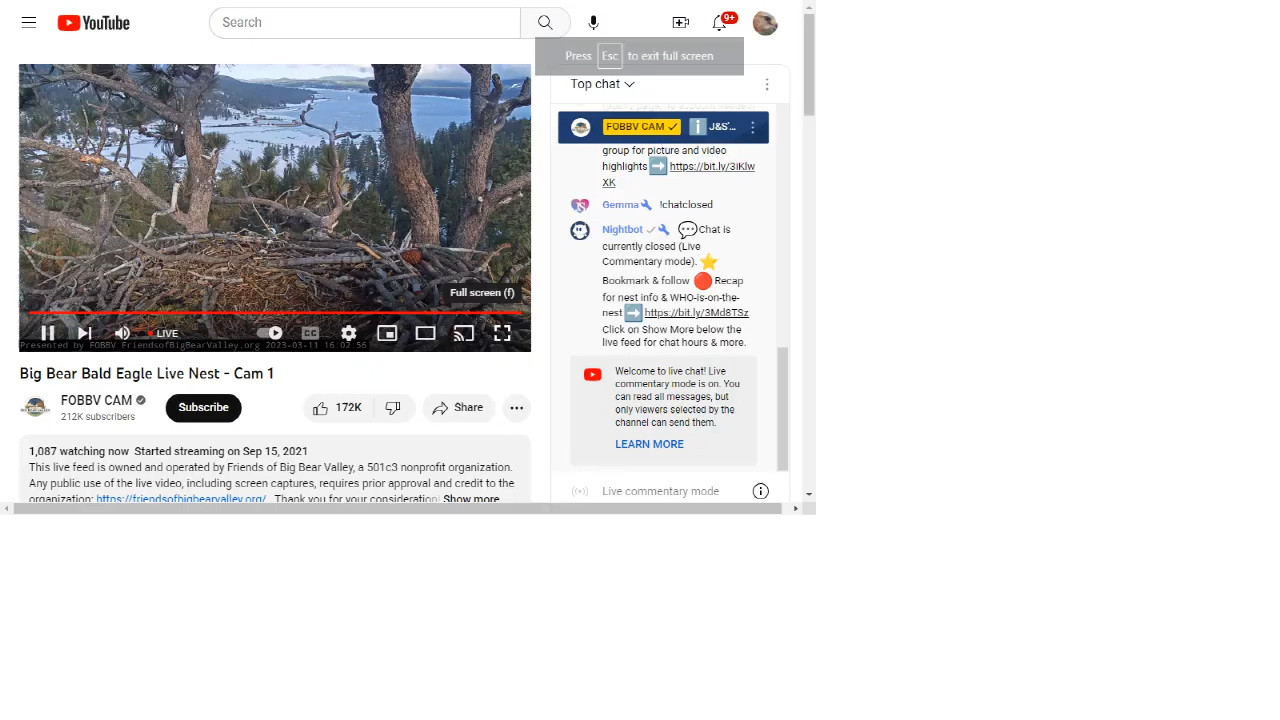 YouTube
Search
9+
Press Esc to exit full screen
Top chat
FOBBV CAM J&S'...
group for picture and video
highlights https://bit.ly/3iKlw
XK
Gemma !chatclosed
Nightbot Chat is
currently closed (Live
Commentary mode).
Bookmark & follow Recap
for nest info & WHO-is-on-the-
nest https://bit.ly/3Md8TSz
Click on Show More below the
live feed for chat hours & more.
Welcome to live chat! Live
commentary mode is on. You
can read all messages, but
only viewers selected by the
channel can send them.
LEARN MORE
Live commentary mode
Full screen (f)
LIVE
CC
Presented by FOBBV FriendsofBigBearValley.org 2023-03-11 16:02:56
Big Bear Bald Eagle Live Nest - Cam 1
FOBBV CAM
212K subscribers
Subscribe
172K
Share
1,087 watching now Started streaming on Sep 15, 2021
This live feed is owned and operated by Friends of Big Bear Valley, a 501c3 nonprofit organization.
Any public use of the live video, including screen captures, requires prior approval and credit to the
organization: https://friendsofbigbearvalley.org/ . Thank you for your consideration! Show more